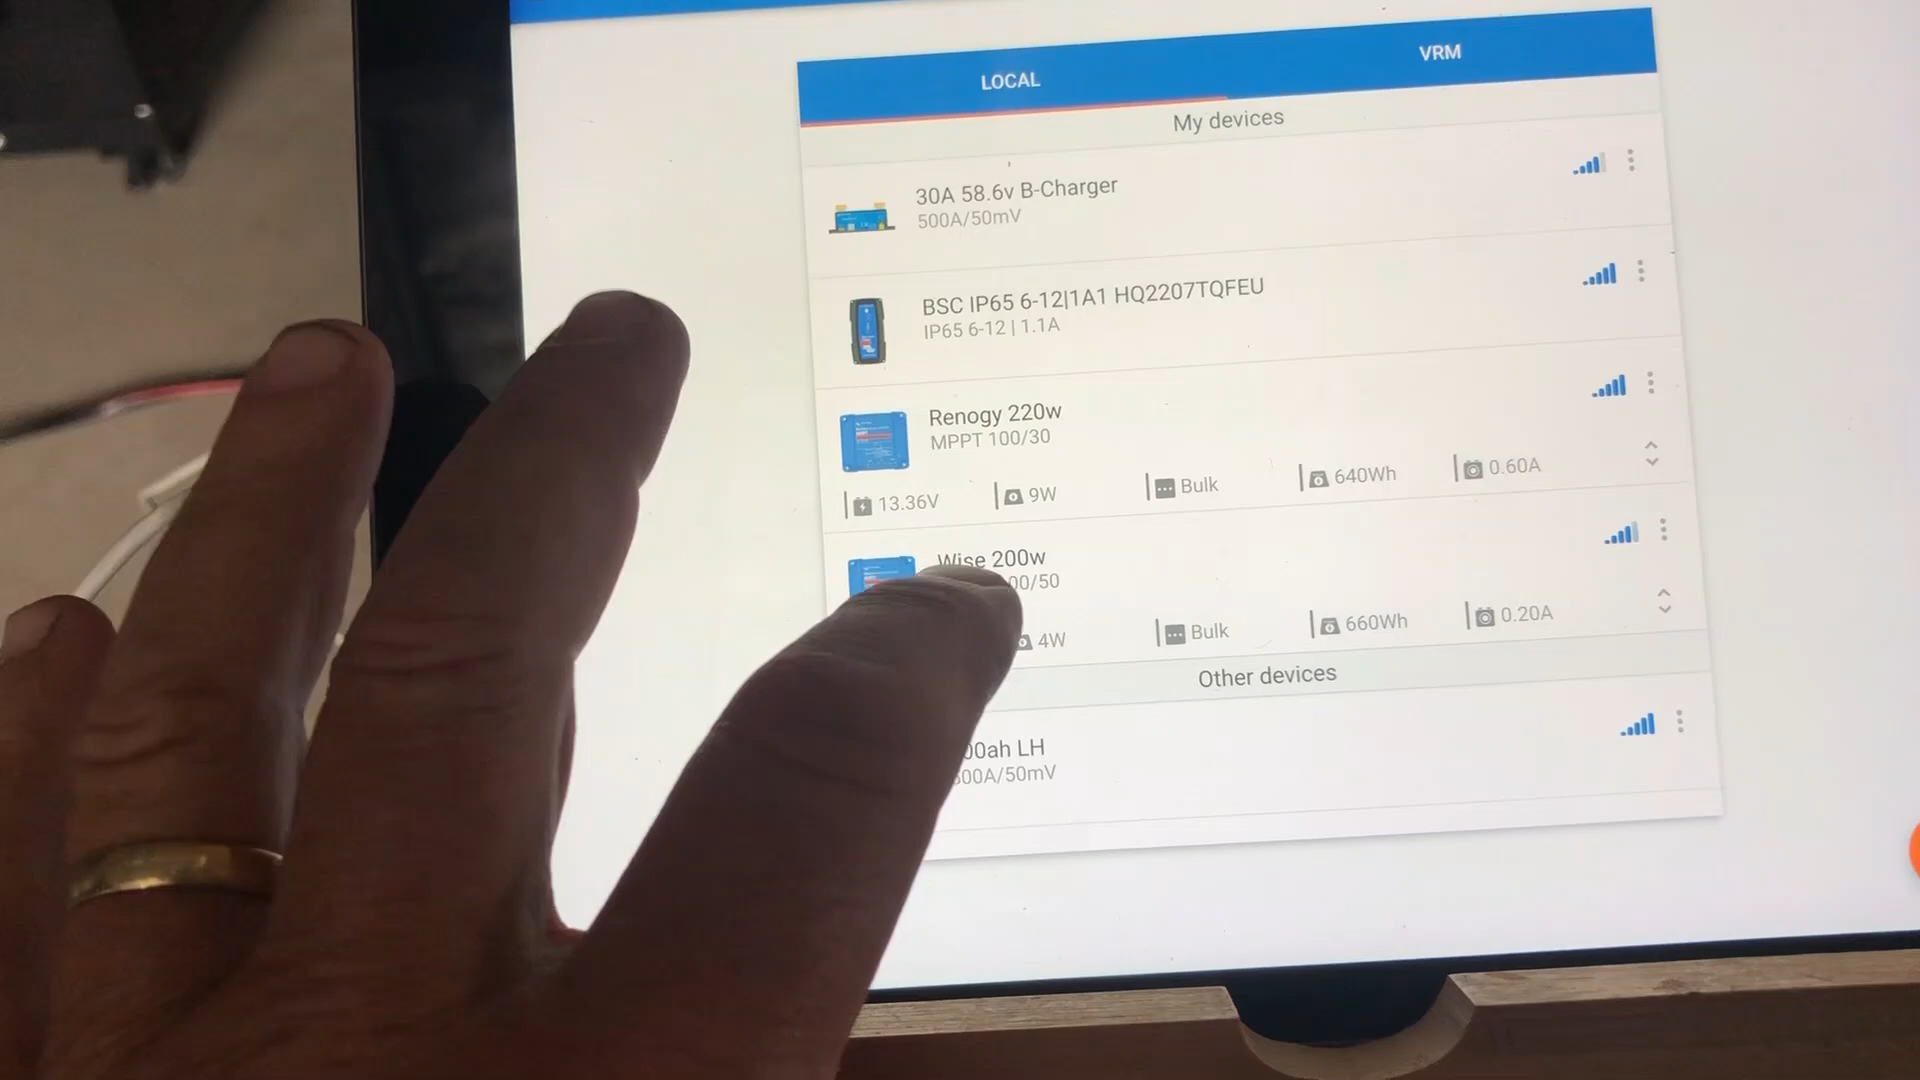 LOCAL
VRM
My devices
30A 58.6v B-Charger
500A/50mV
BSC IP65 6-12|1A1 HQ2207TQFEU
IP65 6-12 | 1.1A
Renogy 220w
MPPT 100/30
13.36V 9W Bulk 640Wh 0.60A
Wise 200w
00/50
4W Bulk 660Wh 0.20A
Other devices
00ah LH
00A/50mV